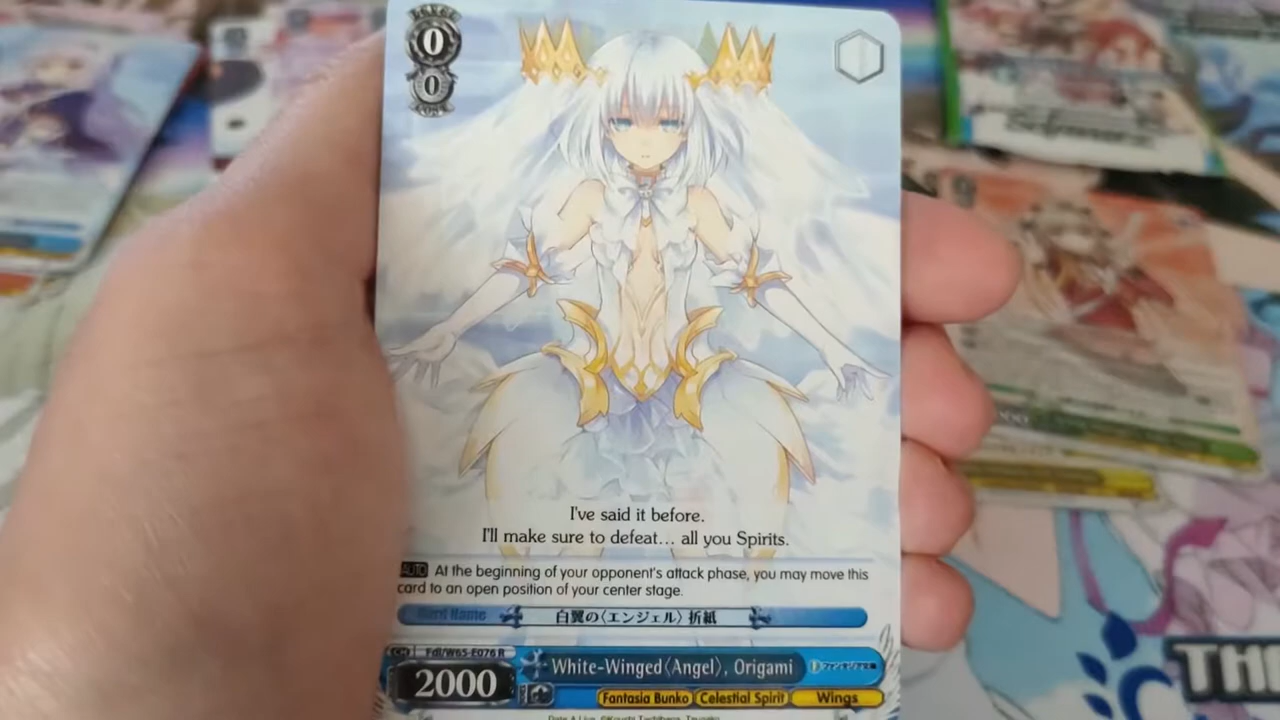 0
0
I've said it before.
I'll make sure to defeat... all you Spirits.
AUTO At the beginning of your opponent's attack phase, you may move this
card to an open position of your center stage.
Card Name 白翼の〈エンジェル〉折紙
Fdl/W65-E076 R
2000 White-Winged〈Angel〉, Origami
Fantasia Bunko Celestial Spirit Wings
TH